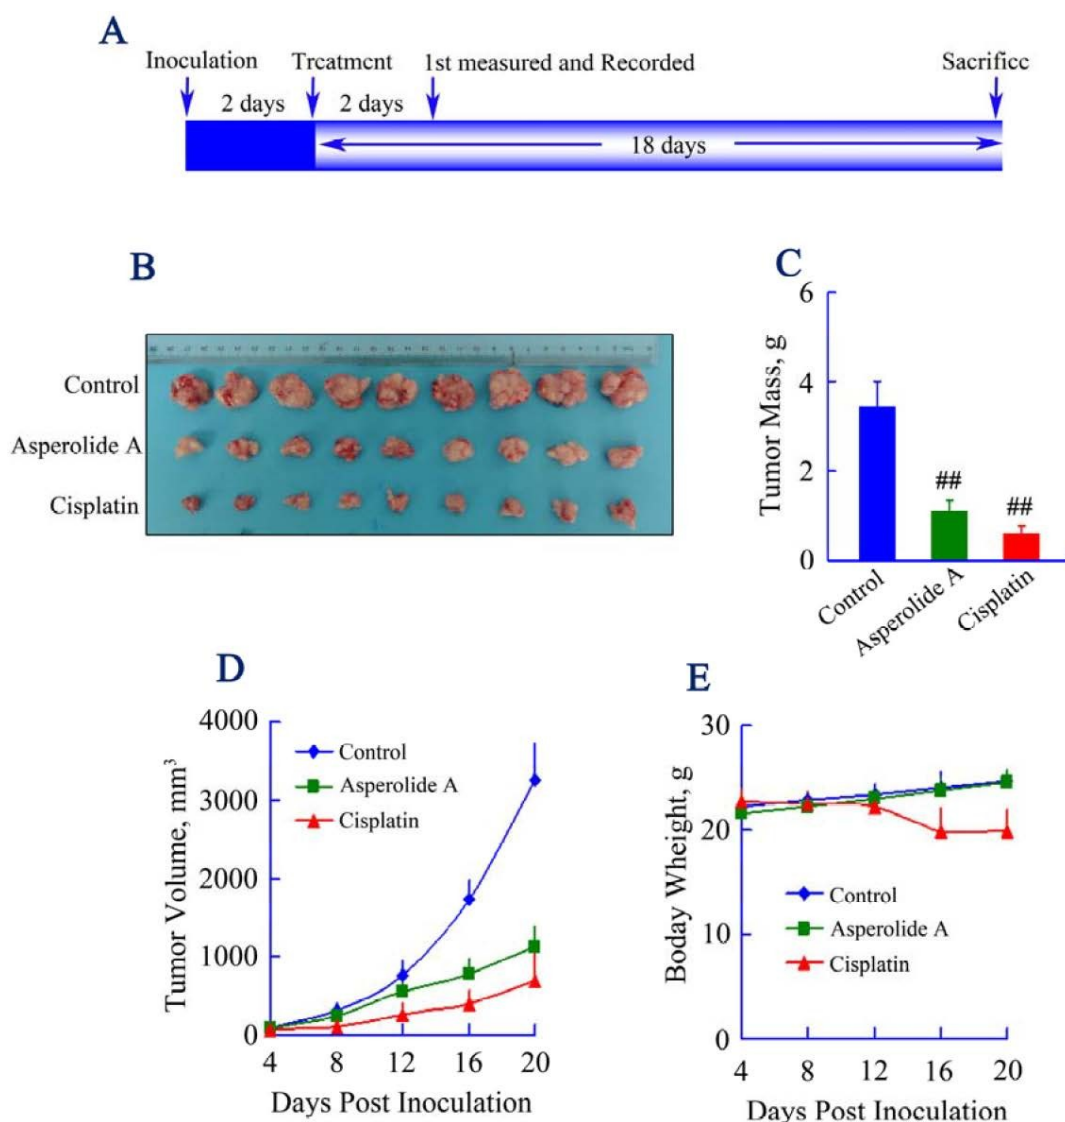 A
Inoculation Treatment 1st measured and Recorded Sacrifice
2 days 2 days
18 days
B
Control
Asperolide A
Cisplatin
C
Tumor Mass, g
6
4
2
0
##
##
Control
Asperolide A
Cisplatin
D
Tumor Volume, mm³
4000
3000
2000
1000
0
Control
Asperolide A
Cisplatin
4 8 12 16 20
Days Post Inoculation
E
Boday Wheight, g
30
20
10
0
Control
Asperolide A
Cisplatin
4 8 12 16 20
Days Post Inoculation